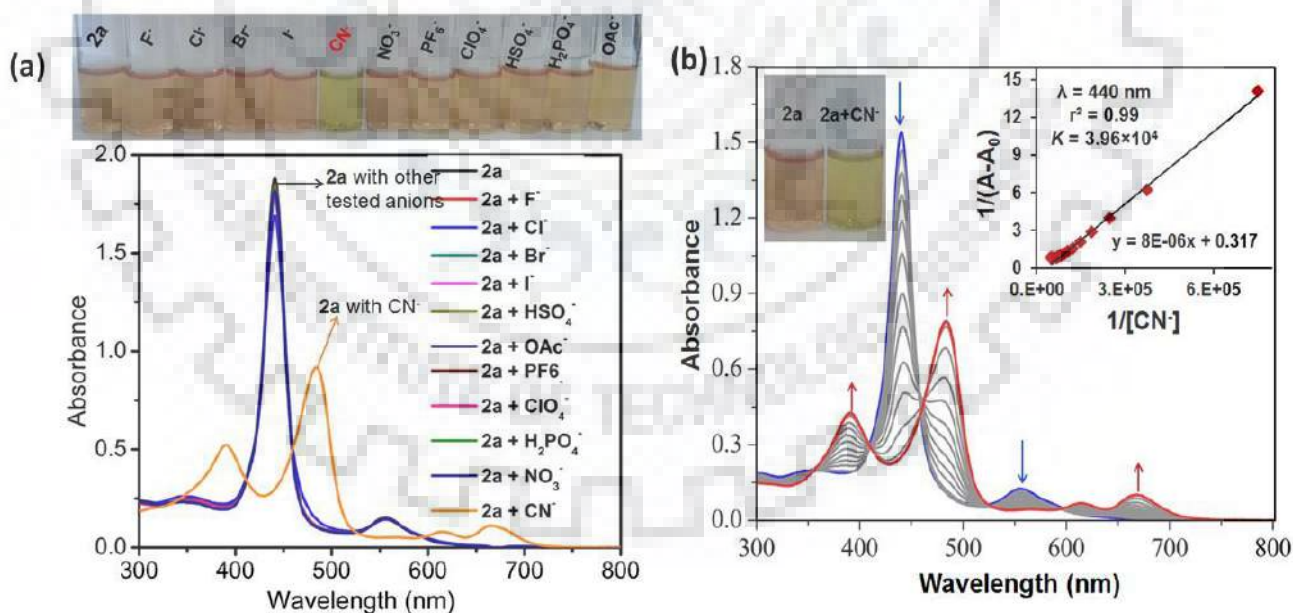 (a)
2a F⁻ Cl⁻ Br⁻ I⁻ CN⁻ NO₃⁻ PF₆⁻ ClO₄⁻ HSO₄⁻ H₂PO₄⁻ OAc⁻
2.0
1.5
1.0
0.5
0.0
Absorbance
2a with other
tested anions
2a with CN⁻
2a
2a + F⁻
2a + Cl⁻
2a + Br⁻
2a + I⁻
2a + HSO₄⁻
2a + OAc⁻
2a + PF6⁻
2a + ClO₄⁻
2a + H₂PO₄⁻
2a + NO₃⁻
2a + CN⁻
300 400 500 600 700 800
Wavelength (nm)
(b)
1.8
1.5
1.2
0.9
0.6
0.3
0.0
Absorbance
2a 2a+CN⁻
15
12
9
6
3
0
1/(A-A₀)
λ = 440 nm
r² = 0.99
K = 3.96×10⁴
y = 8E-06x + 0.317
0.E+00 3.E+05 6.E+05
1/[CN⁻]
300 400 500 600 700 800
Wavelength (nm)